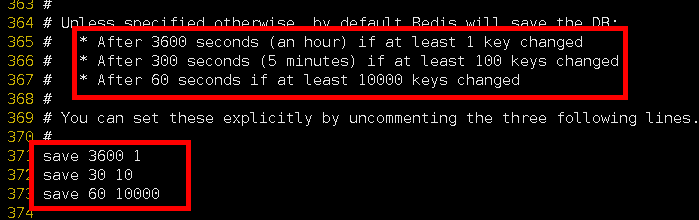 363 #
364 # Unless specified otherwise, by default Redis will save the DB:
365 #   * After 3600 seconds (an hour) if at least 1 key changed
366 #   * After 300 seconds (5 minutes) if at least 100 keys changed
367 #   * After 60 seconds if at least 10000 keys changed
368 #
369 # You can set these explicitly by uncommenting the three following lines.
370 #
371 save 3600 1
372 save 30 10
373 save 60 10000
374